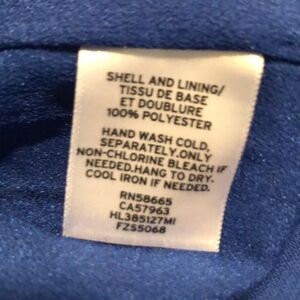 SHELL AND LINING/
TISSU DE BASE
ET DOUBLURE
100% POLYESTER
HAND WASH COLD,
SEPARATELY.ONLY
NON-CHLORINE BLEACH IF
NEEDED.HANG TO DRY.
COOL IRON IF NEEDED.
RN58665
CA57963
HL385127MI
FZS5068